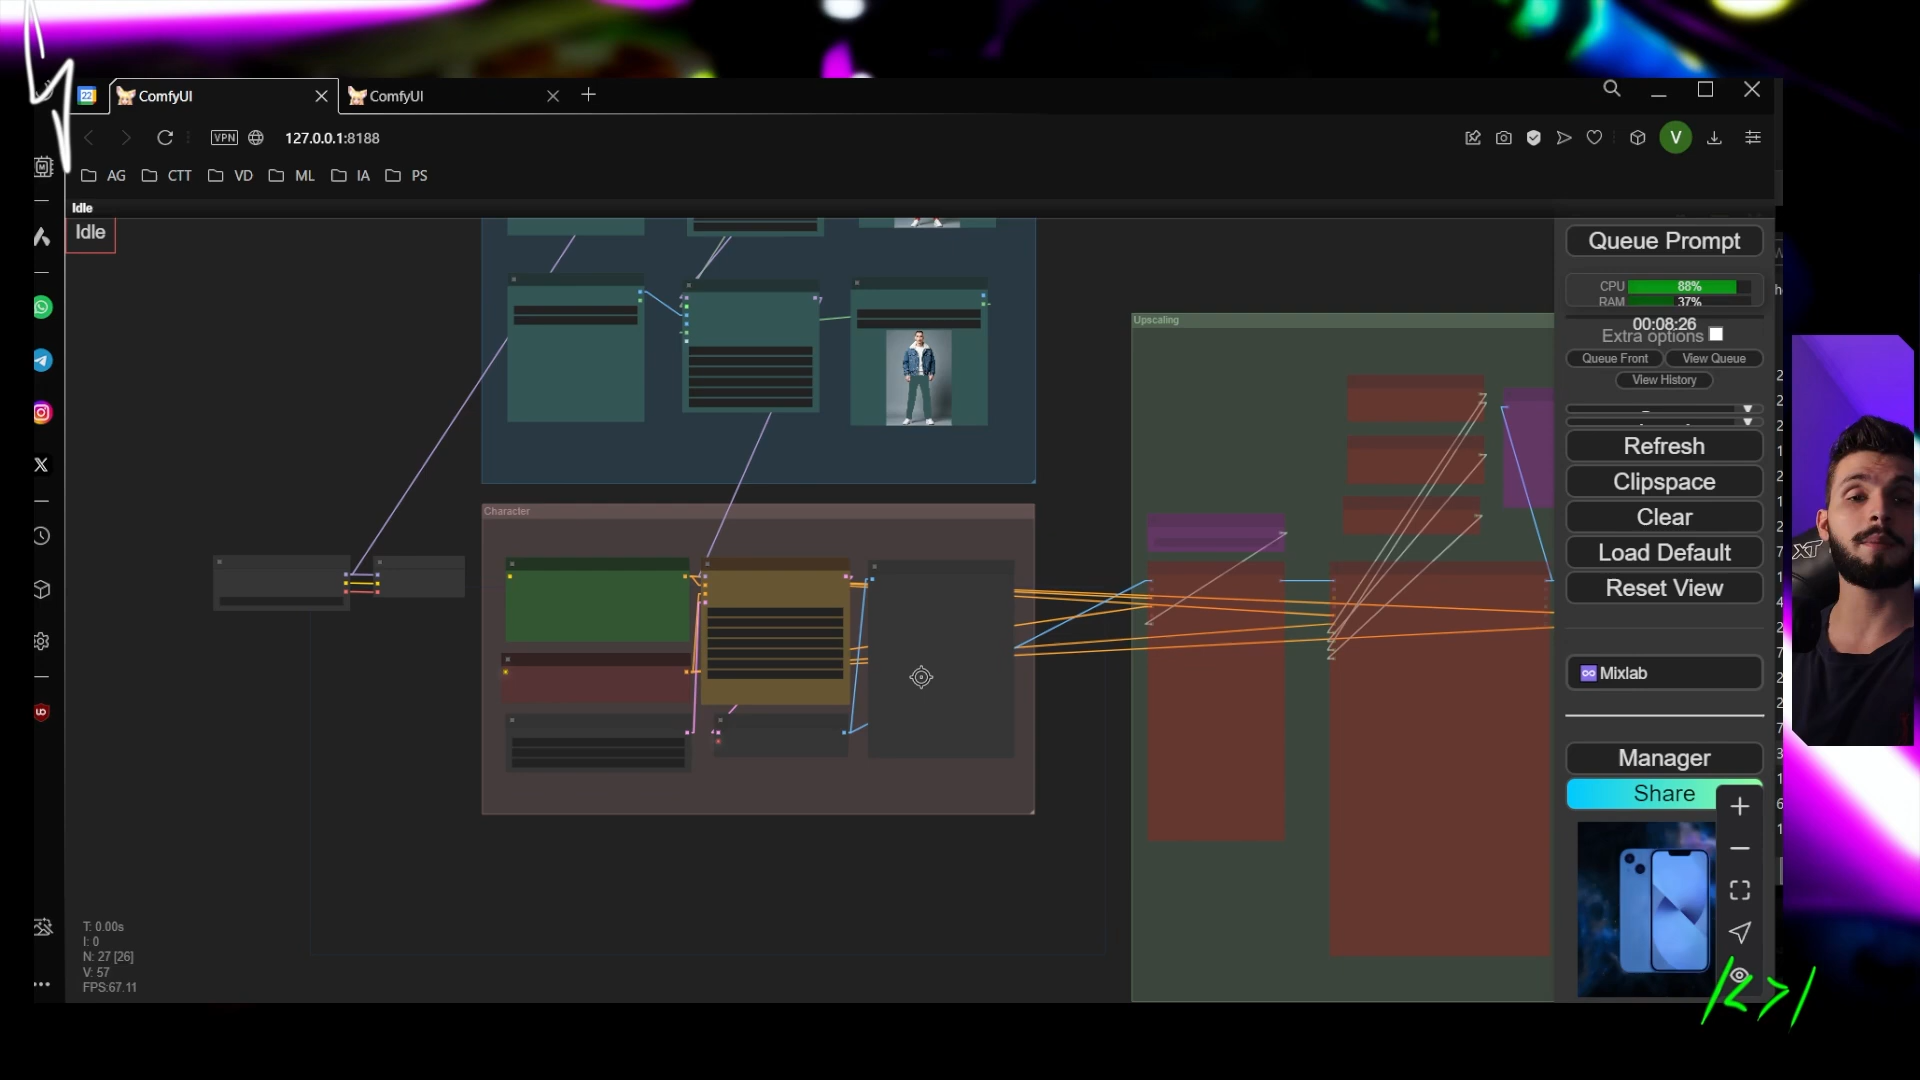 22
ComfyUI
ComfyUI
VPN
127.0.0.1:8188
V
AG
CTT
VD
ML
IA
PS
Idle
Idle
Queue Prompt
CPU
88%
RAM
37%
00:08:26
Extra options
Queue Front
View Queue
View History
Refresh
Clipspace
Clear
Load Default
Reset View
Mixlab
Manager
Share
Upscaling
Character
T: 0.00s
I: 0
N: 27 [26]
V: 57
FPS:67.11
XT